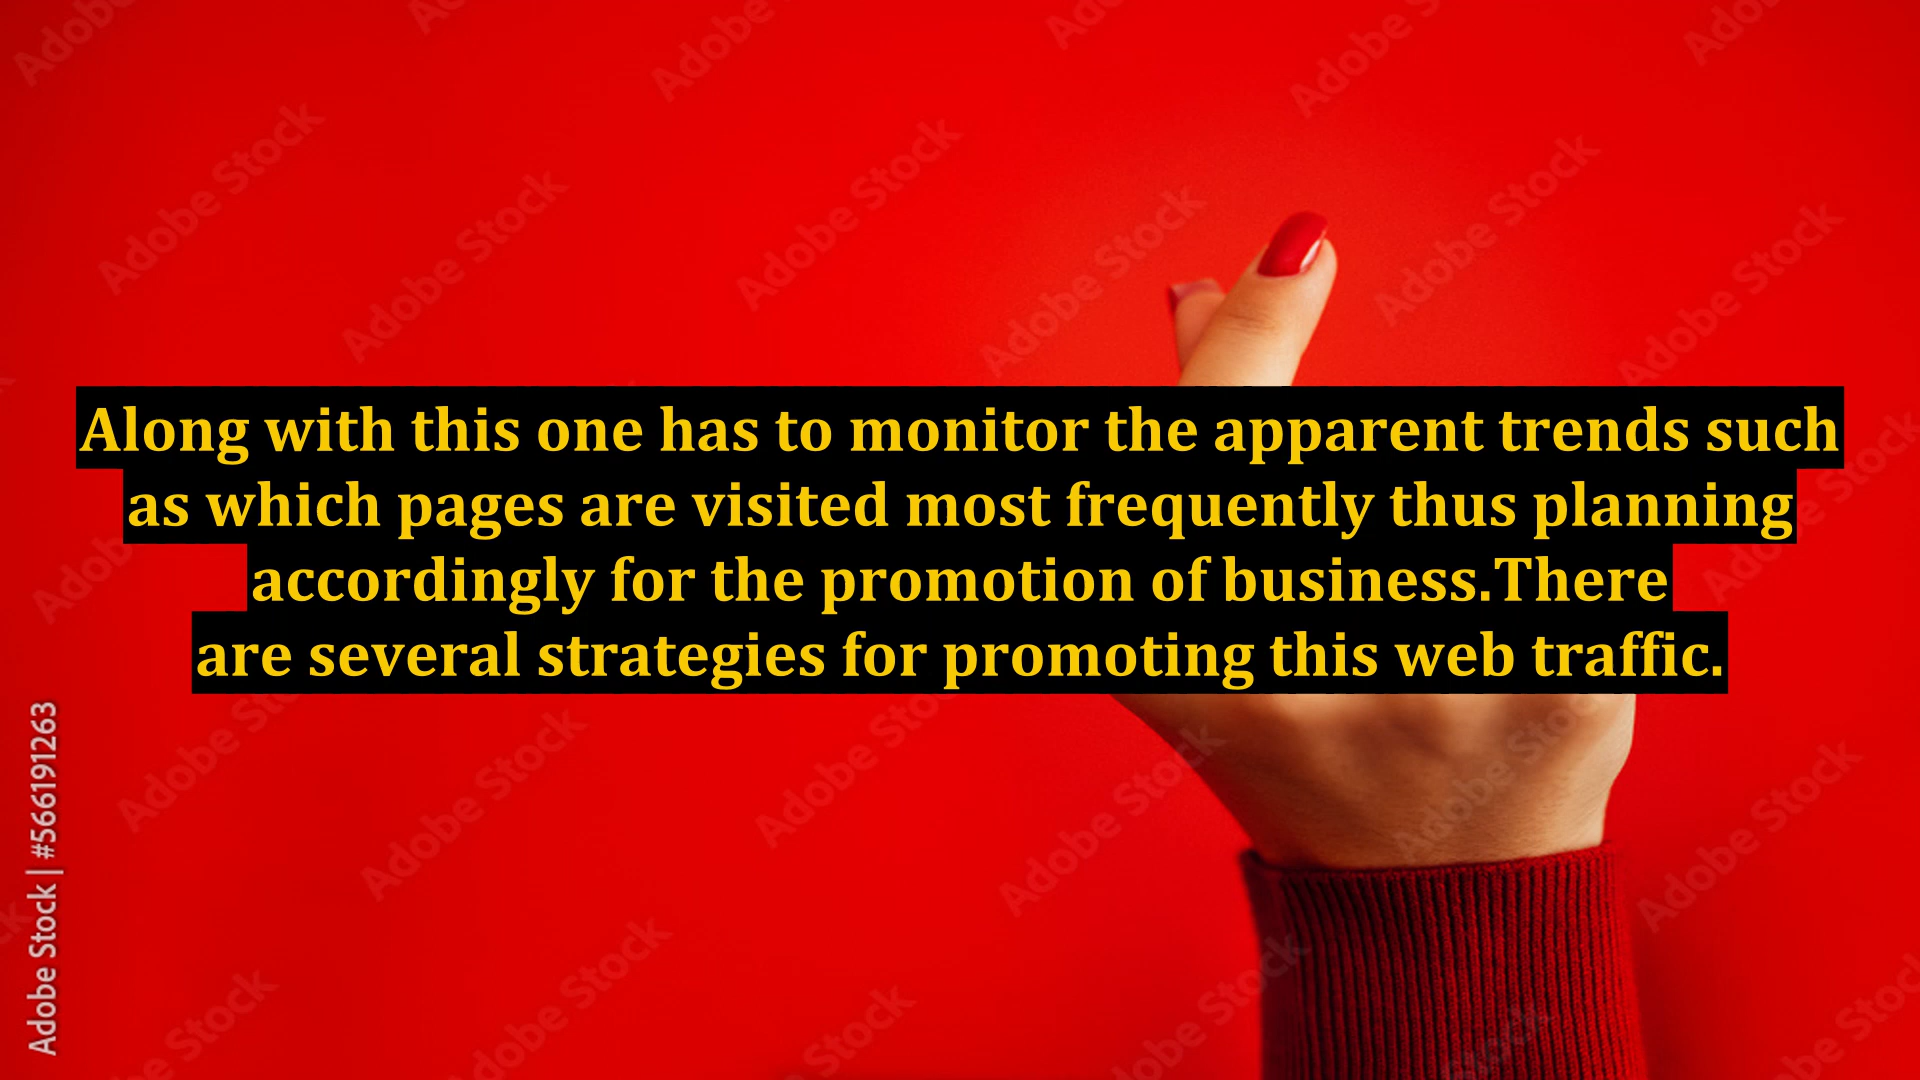 Along with this one has to monitor the apparent trends such
as which pages are visited most frequently thus planning
accordingly for the promotion of business.There
are several strategies for promoting this web traffic.
Adobe Stock | #566191263
Adobe Stock